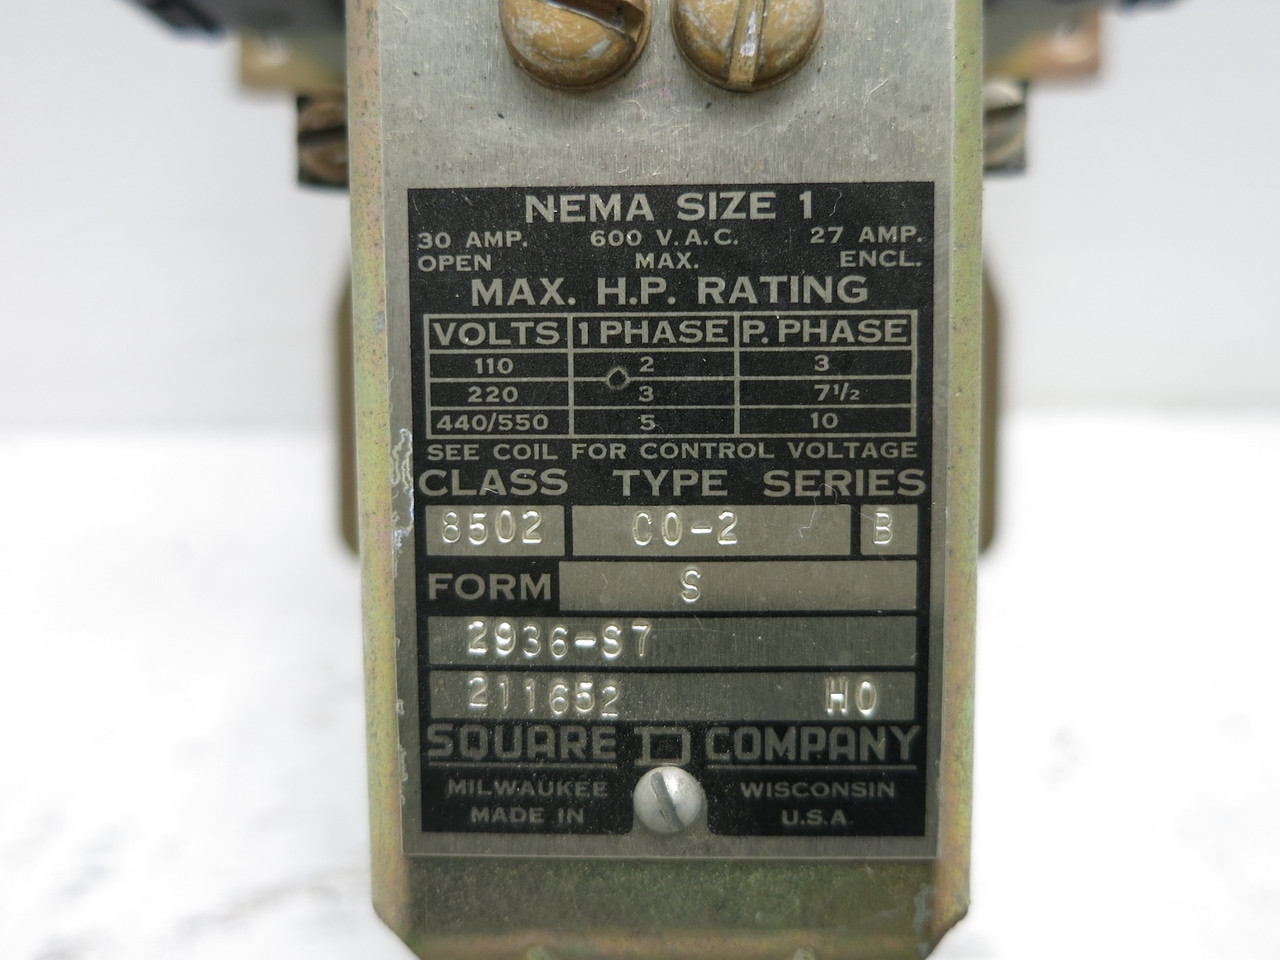 NEMA SIZE 1
30 AMP. 600 V.A.C. 27 AMP.
OPEN MAX. ENCL.
MAX. H.P. RATING
VOLTS 1 PHASE P. PHASE
110 2 3
220 3 7 1/2
440/550 5 10
SEE COIL FOR CONTROL VOLTAGE
CLASS TYPE SERIES
8502 CO-2 B
FORM S
2936-S7
211652 HO
SQUARE D COMPANY
MILWAUKEE WISCONSIN
MADE IN U.S.A.